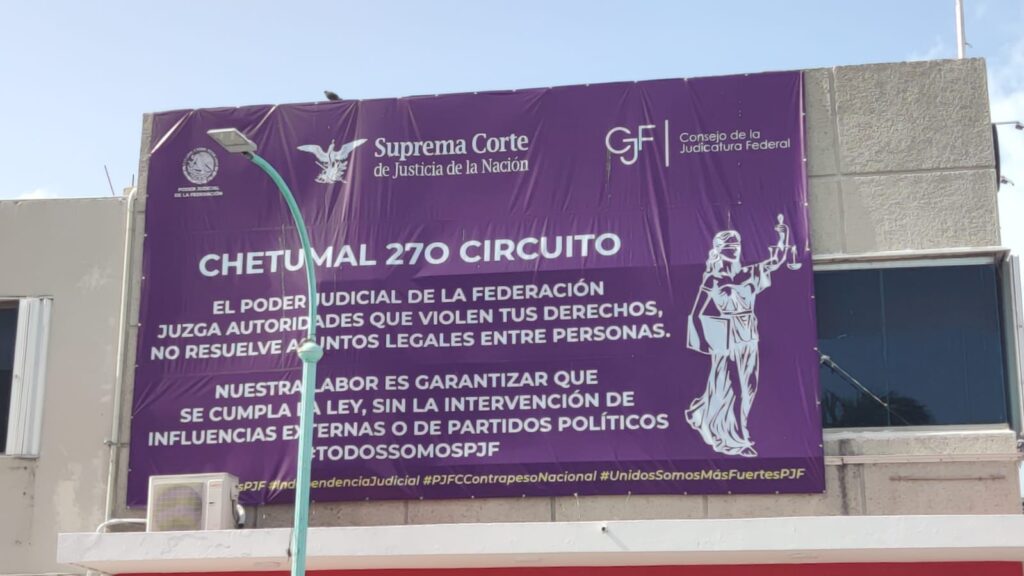 PODER JUDICIAL
DE LA FEDERACIÓN
Suprema Corte
de Justicia de la Nación
CJF
Consejo de la
Judicatura Federal
CHETUMAL 27O CIRCUITO
EL PODER JUDICIAL DE LA FEDERACIÓN
JUZGA AUTORIDADES QUE VIOLEN TUS DERECHOS,
NO RESUELVE ASUNTOS LEGALES ENTRE PERSONAS.
NUESTRA LABOR ES GARANTIZAR QUE
SE CUMPLA LA LEY, SIN LA INTERVENCIÓN DE
INFLUENCIAS EXTERNAS O DE PARTIDOS POLÍTICOS
#TODOSSOMOSPJF
sPJF #IndependenciaJudicial #PJFCContrapesoNacional #UnidosSomosMásFuertesPJF